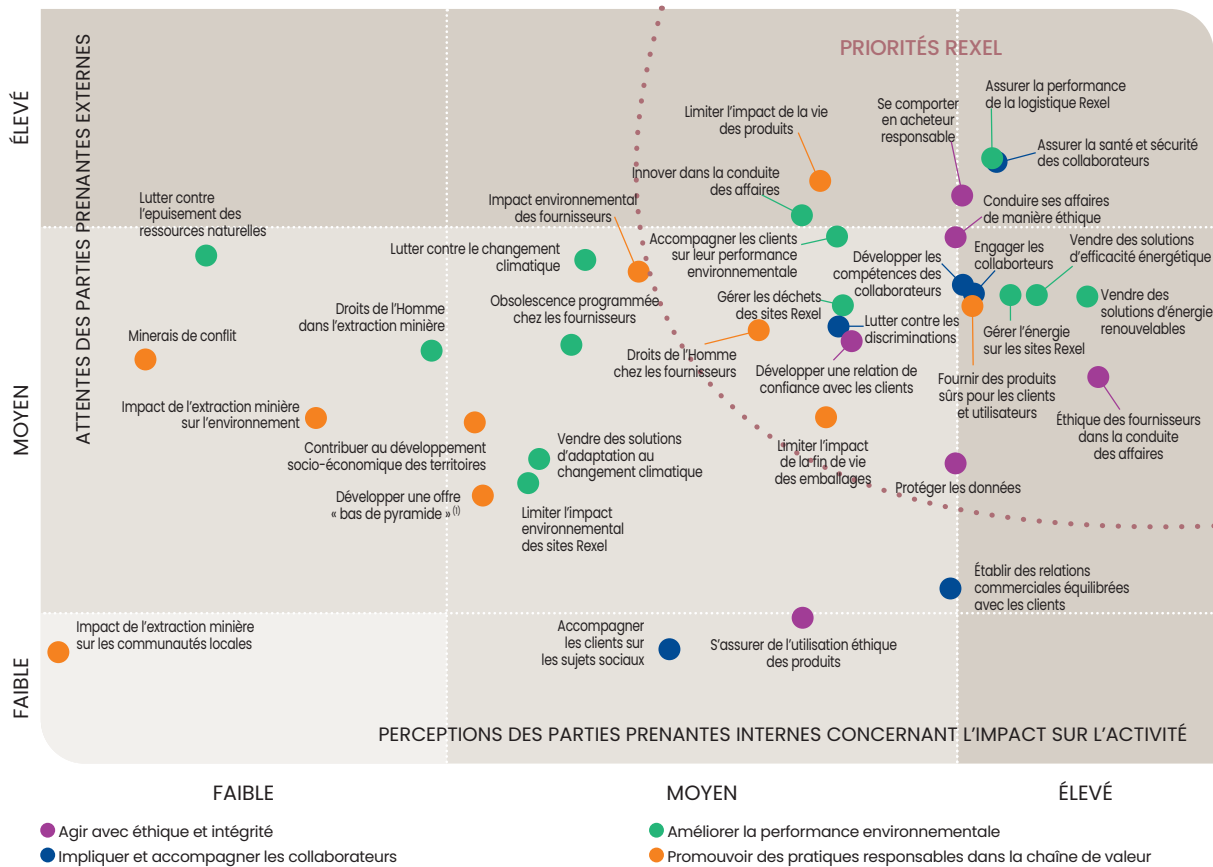 ATTENTES DES PARTIES PRENANTES EXTERNES
ÉLEVÉ
MOYEN
FAIBLE
PRIORITÉS REXEL
Assurer la performance
de la logistique Rexel
Se comporter
en acheteur
responsable
Limiter l'impact de la vie
des produits
Assurer la santé et sécurité
des collaborateurs
Innover dans la conduite
des affaires
Lutter contre
l'epuisement des
ressources naturelles
Impact environnemental
des fournisseurs
Conduire ses affaires
de manière éthique
Lutter contre le changement
climatique
Accompagner les clients
sur leur performance
environnementale
Développer les
compétences des
collaborateurs
Engager les
collaborteurs
Vendre des solutions
d'efficacité énergétique
Droits de l'Homme
dans l'extraction minière
Obsolescence programmée
chez les fournisseurs
Gérer les déchets
des sites Rexel
Vendre des
solutions d'énergie
renouvelables
Minerais de conflit
Droits de l'Homme
chez les fournisseurs
Lutter contre les
discriminations
Gérer l'énergie
sur les sites Rexel
Développer une relation de
confiance avec les clients
Fournir des produits
sûrs pour les clients
et utilisateurs
Impact de l'extraction minière
sur l'environnement
Éthique des fournisseurs
dans la conduite
des affaires
Contribuer au développement
socio-économique des territoires
Vendre des solutions
d'adaptation au
changement climatique
Limiter l'impact
de la fin de vie
des emballages
Développer une offre
« bas de pyramide » (1)
Limiter l'impact
environnemental
des sites Rexel
Protéger les données
Établir des relations
commerciales équilibrées
avec les clients
Impact de l'extraction minière
sur les communautés locales
Accompagner
les clients sur
les sujets sociaux
S'assurer de l'utilisation éthique
des produits
PERCEPTIONS DES PARTIES PRENANTES INTERNES CONCERNANT L'IMPACT SUR L'ACTIVITÉ
FAIBLE
MOYEN
ÉLEVÉ
Agir avec éthique et intégrité
Améliorer la performance environnementale
Impliquer et accompagner les collaborateurs
Promouvoir des pratiques responsables dans la chaîne de valeur